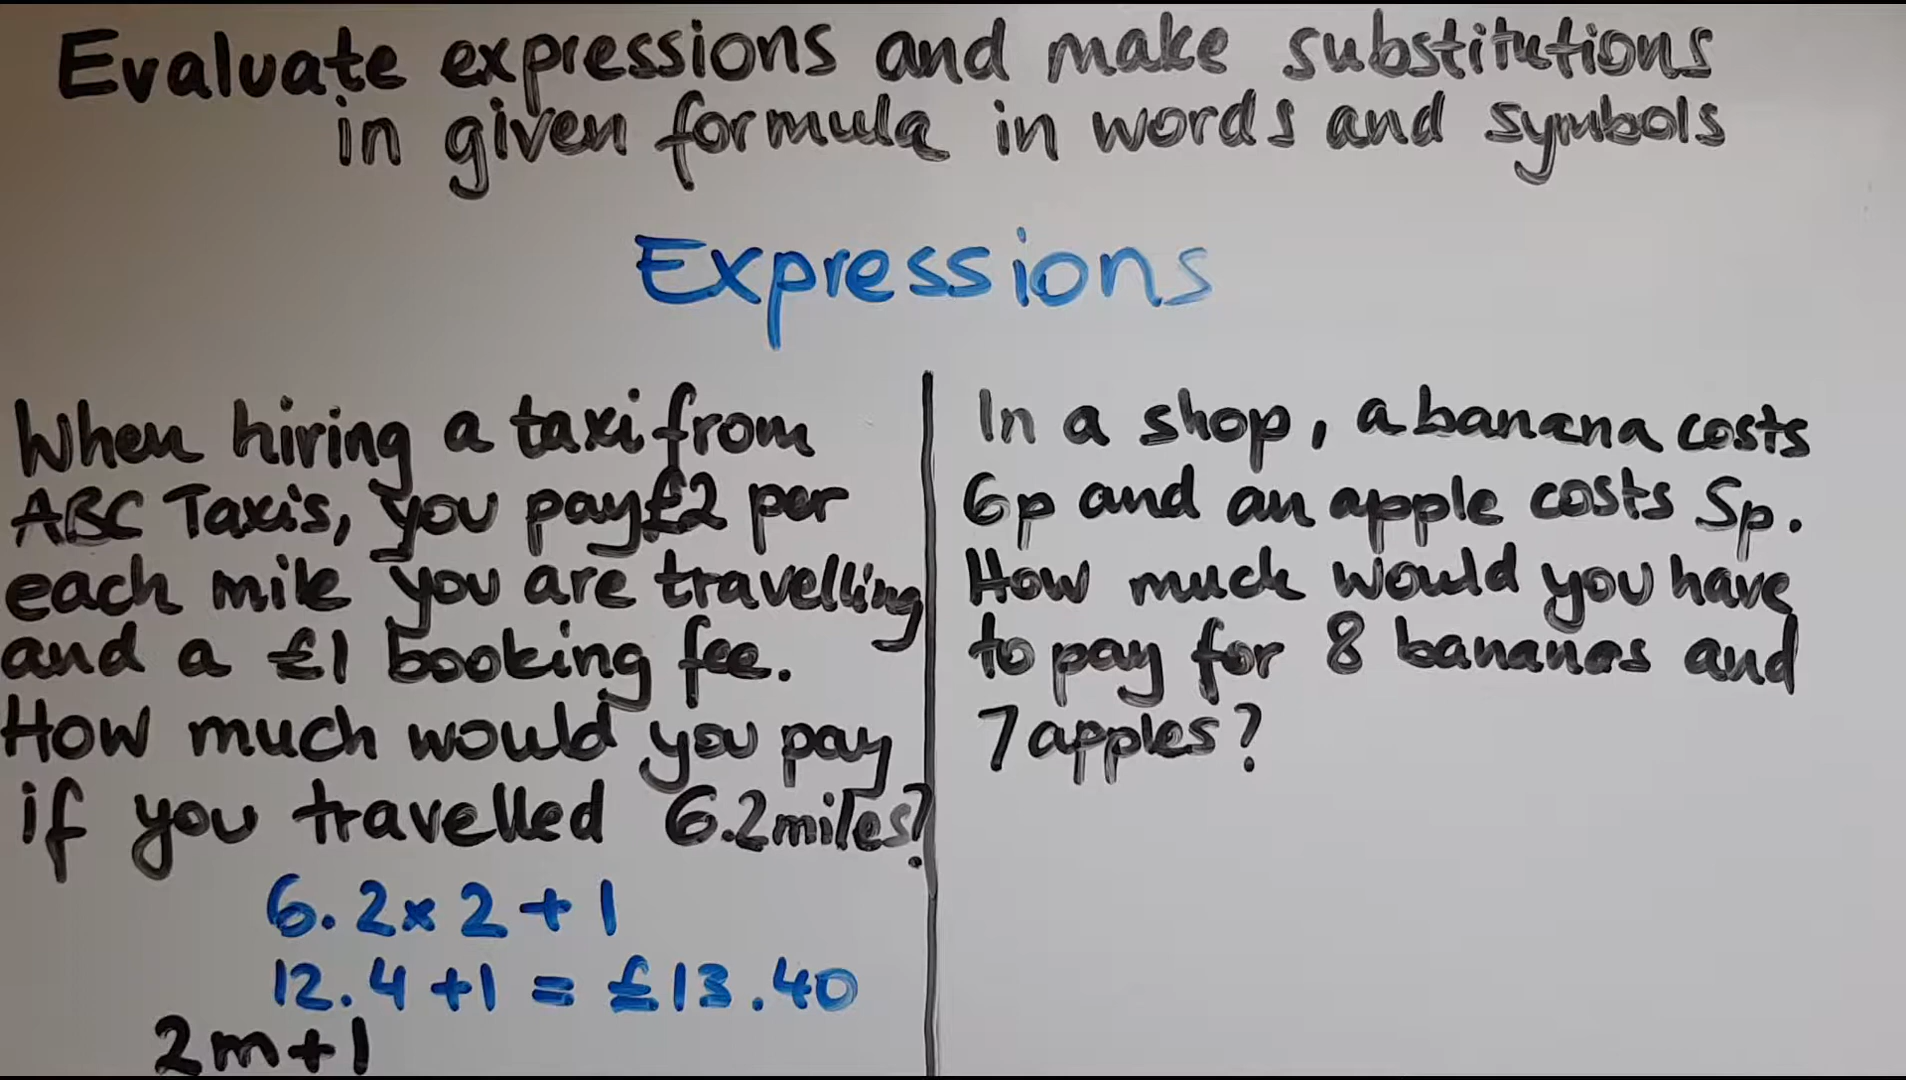 Evaluate expressions and make substitutions
in given formula in words and symbols
Expressions
When hiring a taxi from
ABC Taxis, you pay £2 per
each mile you are travelling
and a £1 booking fee.
How much would you pay
if you travelled 6.2miles?
6.2 × 2 + 1
12.4 + 1 = £13.40
2m + 1
In a shop, a banana costs
6p and an apple costs 5p.
How much would you have
to pay for 8 bananas and
7 apples?